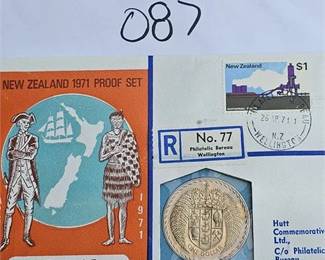 087
NEW ZEALAND 1971 PROOF SET
1971
New Zealand
$1
R
No. 77
Philatelic Bureau
Wellington
N.Z.
WELLINGTON
Hutt
Commemorative
Ltd.,
C/o Philatelic
Bureau